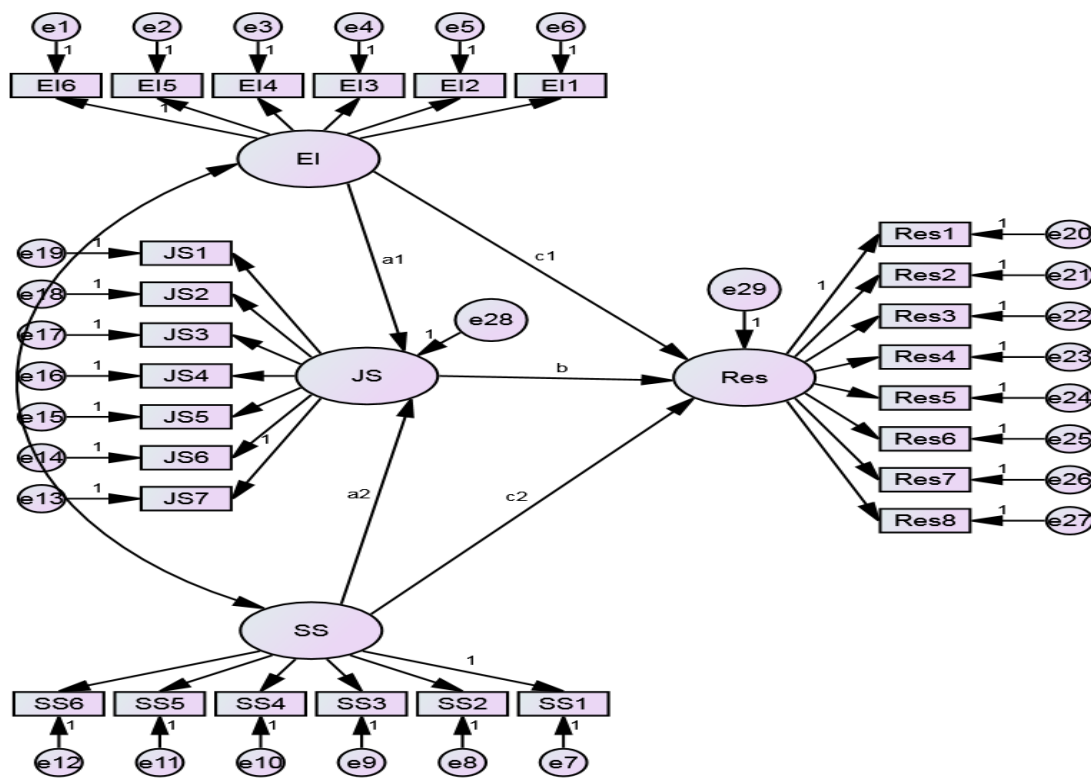 e1 e2 e3 e4 e5 e6
1 1 1 1 1 1
EI6 EI5 EI4 EI3 EI2 EI1
1
EI
a1 c1
e19 1 JS1
e18 1 JS2
e17 1 JS3
e16 1 JS4
e15 1 JS5
e14 1 JS6 1
e13 1 JS7
1 e28
JS
b
e29
1
Res
1
Res1 1 e20
Res2 1 e21
Res3 1 e22
Res4 1 e23
Res5 1 e24
Res6 1 e25
Res7 1 e26
Res8 1 e27
a2 c2
SS
1
SS6 SS5 SS4 SS3 SS2 SS1
1 1 1 1 1 1
e12 e11 e10 e9 e8 e7